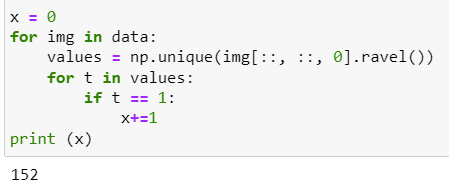 x = 0
for img in data:
    values = np.unique(img[::, ::, 0].ravel())
    for t in values:
        if t == 1:
            x+=1
print (x)
152